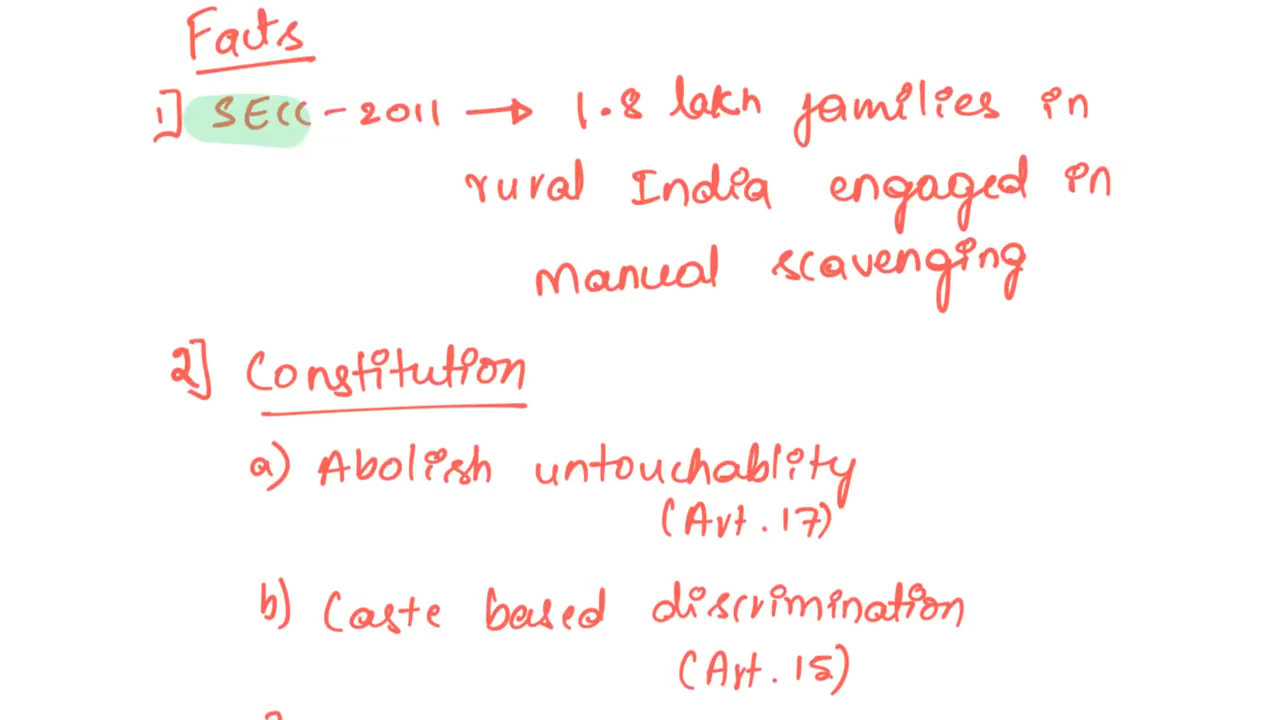 Facts
1] SECC - 2011 → 1.8 lakh families in
rural India engaged in
manual scavenging
2] Constitution
a) Abolish untouchablity
(Art. 17)
b) Caste based discrimination
(Art. 15)